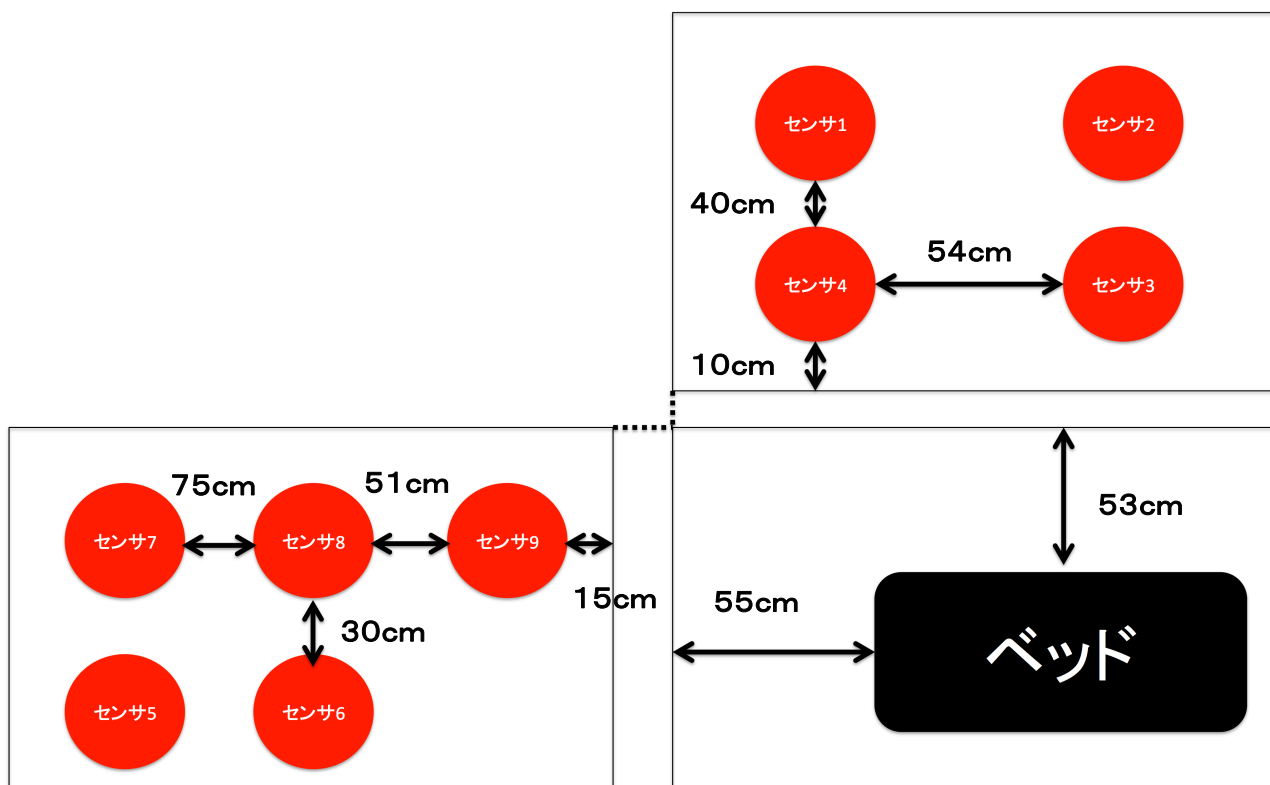 センサ1
センサ2
40cm
54cm
センサ4
センサ3
10cm
75cm
51cm
53cm
センサ7
センサ8
センサ9
15cm
55cm
30cm
ベッド
センサ5
センサ6